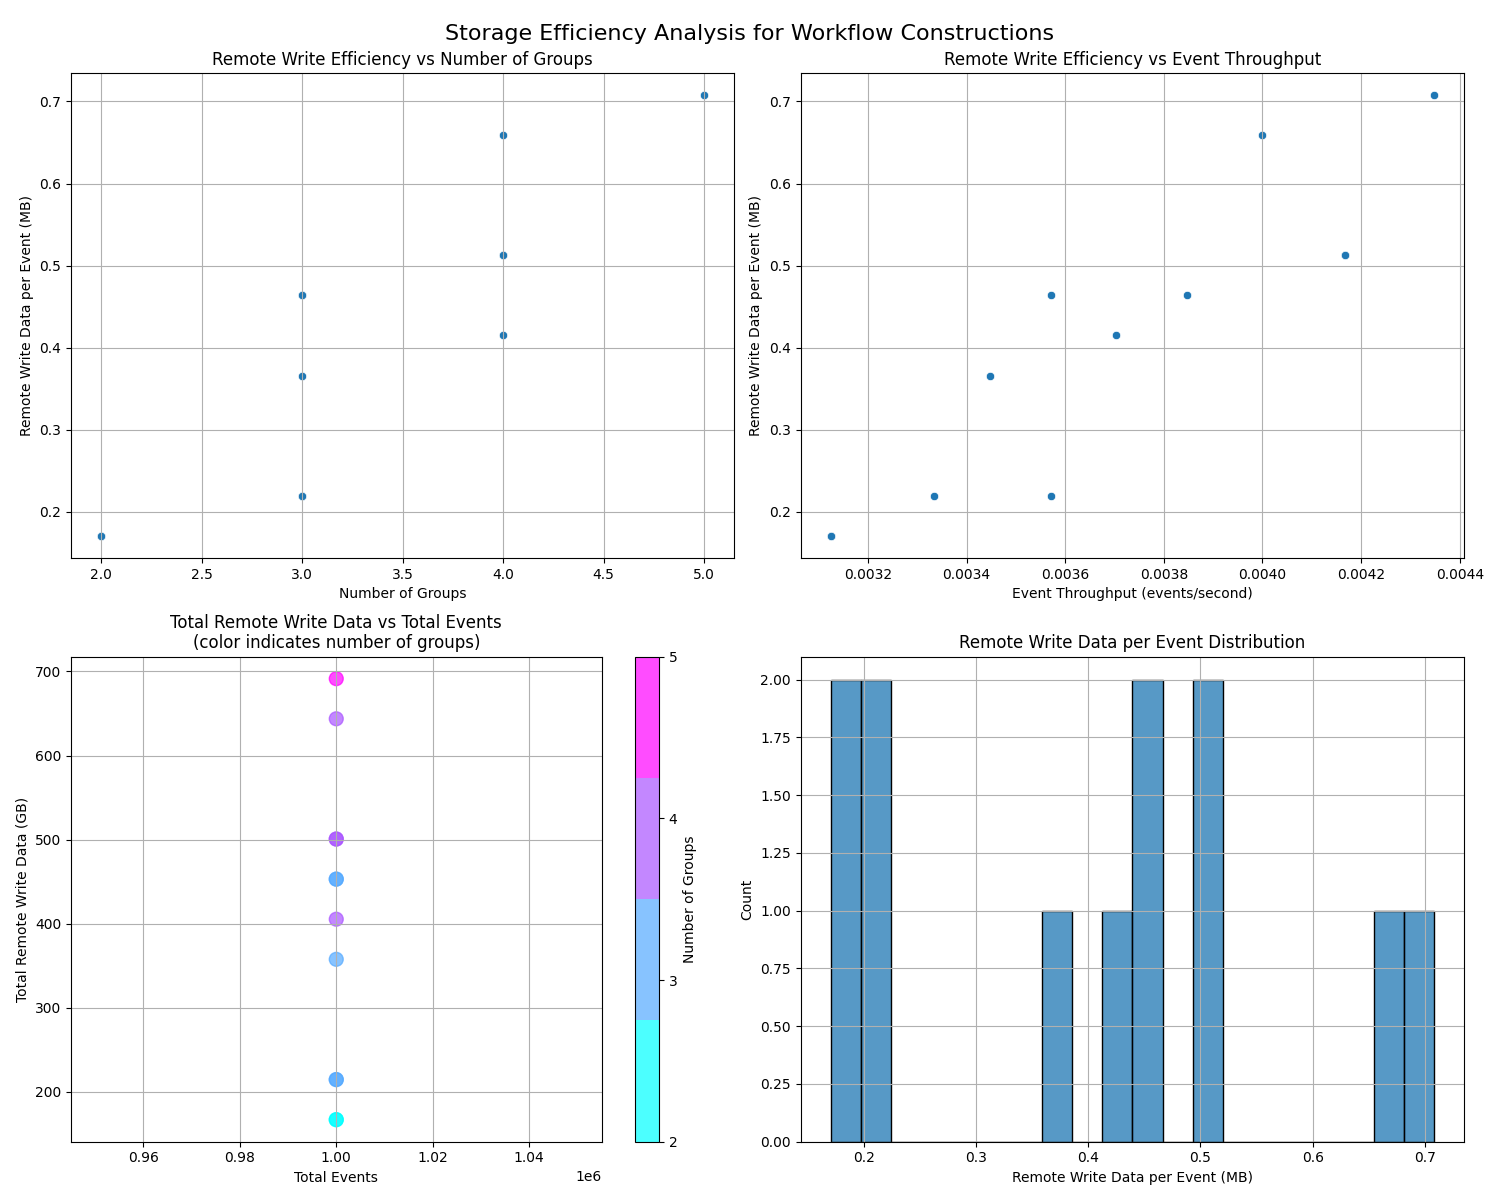 Storage Efficiency Analysis for Workflow Constructions
Remote Write Efficiency vs Number of Groups
Remote Write Data per Event (MB)
0.7
0.6
0.5
0.4
0.3
0.2
2.0 2.5 3.0 3.5 4.0 4.5 5.0
Number of Groups
Remote Write Efficiency vs Event Throughput
Remote Write Data per Event (MB)
0.7
0.6
0.5
0.4
0.3
0.2
0.0032 0.0034 0.0036 0.0038 0.0040 0.0042 0.0044
Event Throughput (events/second)
Total Remote Write Data vs Total Events
(color indicates number of groups)
Total Remote Write Data (GB)
700
600
500
400
300
200
0.96 0.98 1.00 1.02 1.04
1e6
Total Events
5
4
3
2
Number of Groups
Remote Write Data per Event Distribution
Count
2.00
1.75
1.50
1.25
1.00
0.75
0.50
0.25
0.00
0.2 0.3 0.4 0.5 0.6 0.7
Remote Write Data per Event (MB)